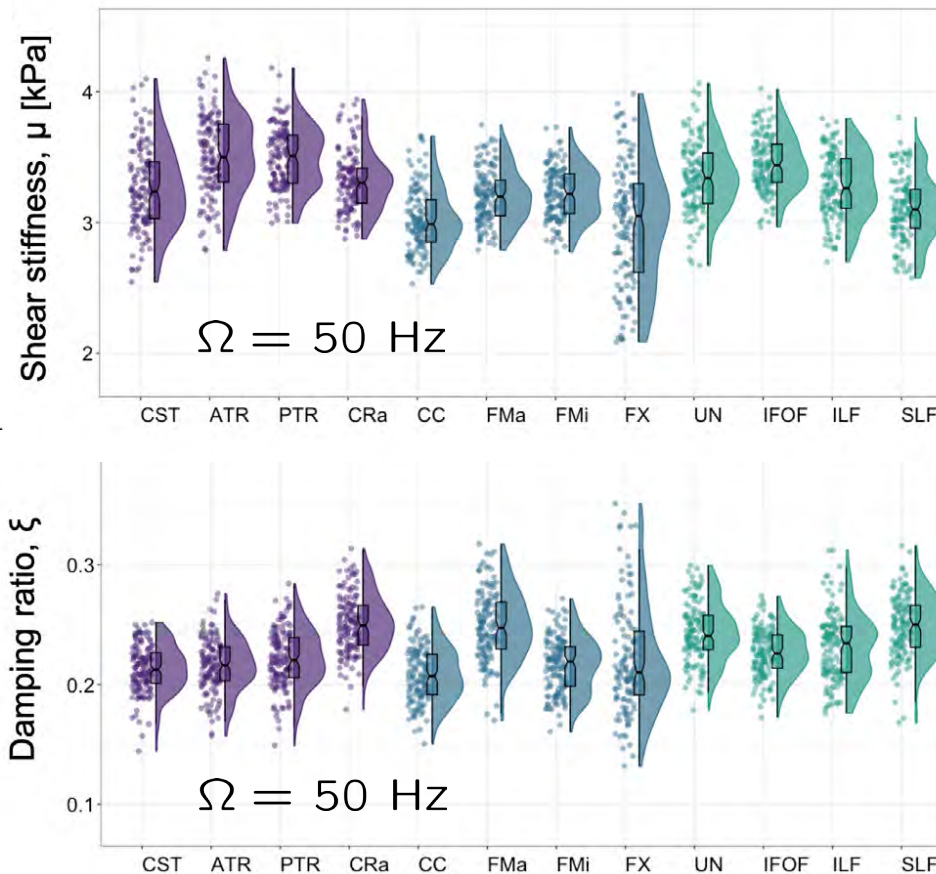 Shear stiffness, μ [kPa]
4
3
2
Ω = 50 Hz
CST ATR PTR CRa CC FMa FMi FX UN IFOF ILF SLF
Damping ratio, ξ
0.3
0.2
0.1
Ω = 50 Hz
CST ATR PTR CRa CC FMa FMi FX UN IFOF ILF SLF